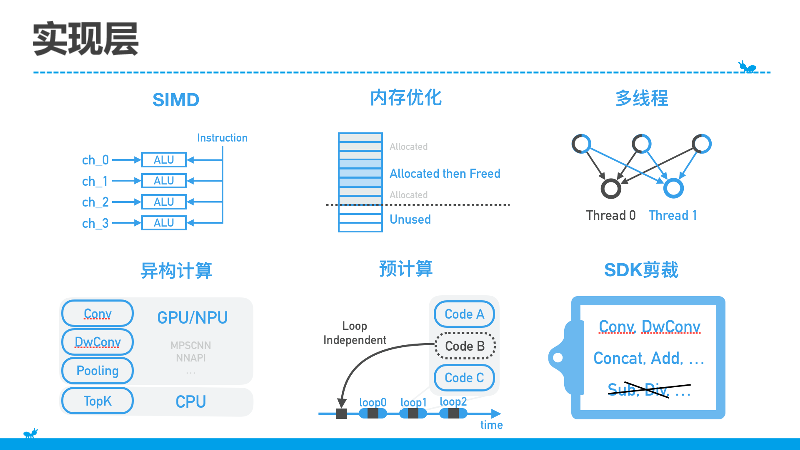 实现层
SIMD
Instruction
ch_0
ALU
ch_1
ALU
ch_2
ALU
ch_3
ALU
内存优化
Allocated
Allocated then Freed
Allocated
Unused
多线程
Thread 0
Thread 1
异构计算
Conv
DwConv
Pooling
TopK
GPU/NPU
MPSCNN
NNAPI
...
CPU
预计算
Code A
Code B
Code C
Loop
Independent
loop0
loop1
loop2
time
SDK剪裁
Conv, DwConv
Concat, Add, ...
Sub, Div, ...